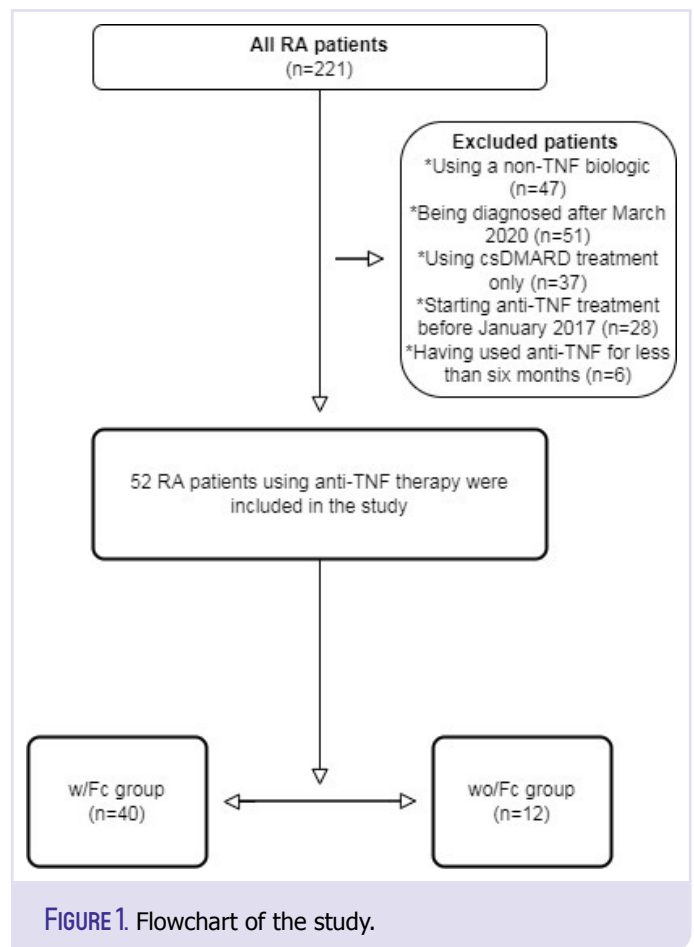 All RA patients
(n=221)
Excluded patients
*Using a non-TNF biologic
(n=47)
*Being diagnosed after March
2020 (n=51)
*Using csDMARD treatment
only (n=37)
*Starting anti-TNF treatment
before January 2017 (n=28)
*Having used anti-TNF for less
than six months (n=6)
52 RA patients using anti-TNF therapy were
included in the study
w/Fc group
(n=40)
wo/Fc group
(n=12)
FIGURE 1. Flowchart of the study.